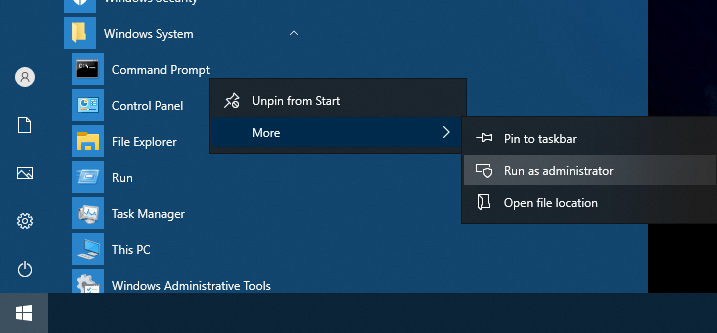 Windows Security
Windows System
Command Prompt
Control Panel
File Explorer
Run
Task Manager
This PC
Windows Administrative Tools
Unpin from Start
More
Pin to taskbar
Run as administrator
Open file location